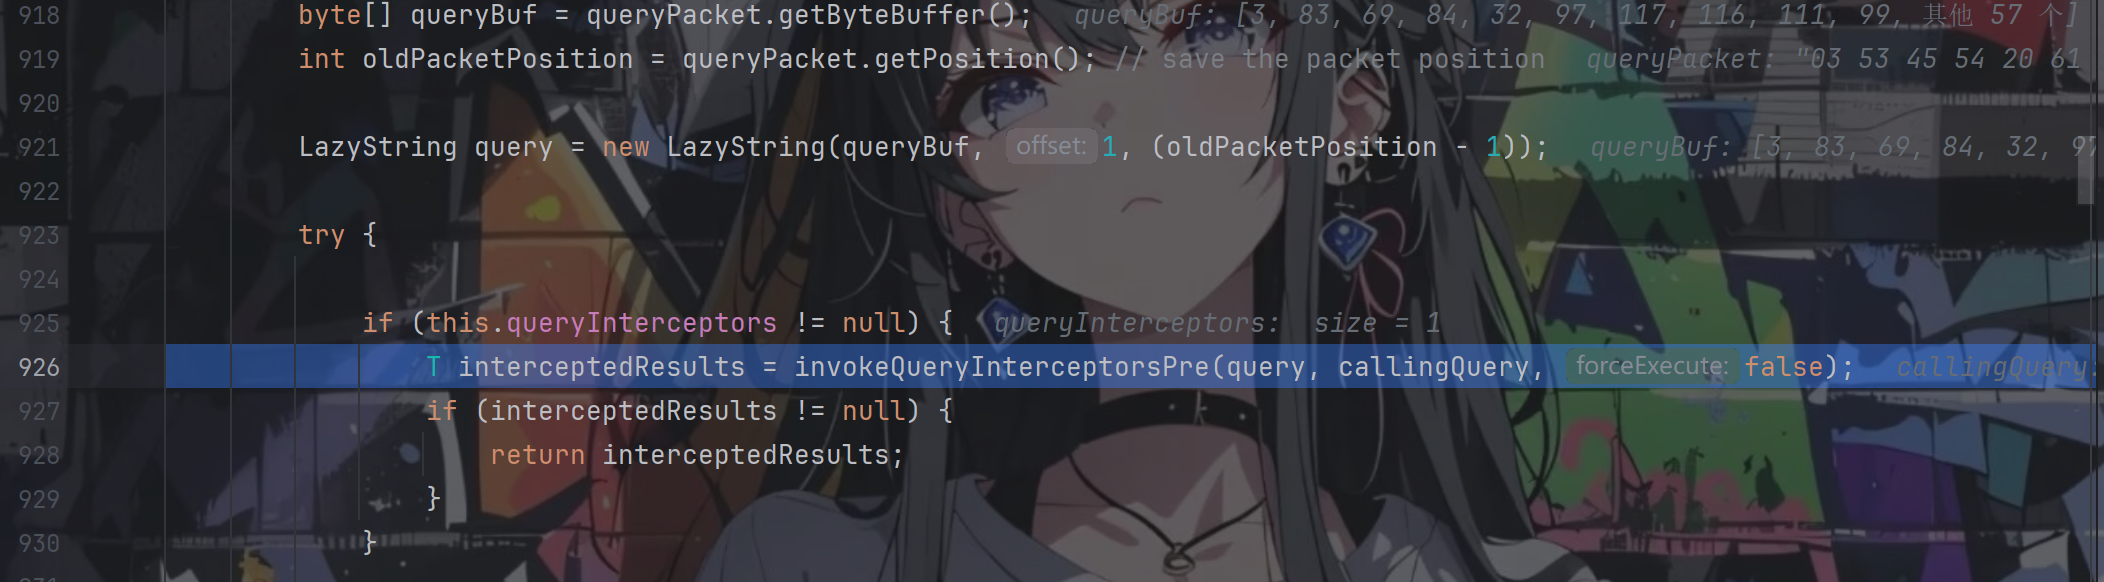 918 byte[] queryBuf = queryPacket.getByteBuffer(); queryBuf: [3, 83, 69, 84, 32, 97, 117, 116, 111, 99, 其他 57 个]
919 int oldPacketPosition = queryPacket.getPosition(); // save the packet position queryPacket: "03 53 45 54 20 61
920
921 LazyString query = new LazyString(queryBuf, offset: 1, (oldPacketPosition - 1)); queryBuf: [3, 83, 69, 84, 32, 97
922
923 try {
924
925 if (this.queryInterceptors != null) { queryInterceptors: size = 1
926 T interceptedResults = invokeQueryInterceptorsPre(query, callingQuery, forceExecute: false); callingQuery:
927 if (interceptedResults != null) {
928 return interceptedResults;
929 }
930 }